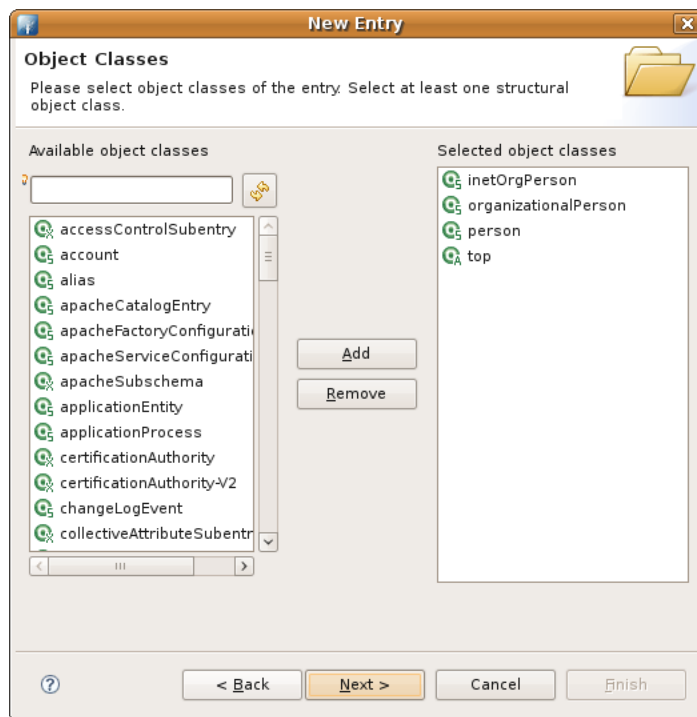 New Entry
Object Classes
Please select object classes of the entry. Select at least one structural
object class.
Available object classes
accessControlSubentry
account
alias
apacheCatalogEntry
apacheFactoryConfiguratio
apacheServiceConfigurati
apacheSubschema
applicationEntity
applicationProcess
certificationAuthority
certificationAuthority-V2
changeLogEvent
collectiveAttributeSubentr
Add
Remove
Selected object classes
inetOrgPerson
organizationalPerson
person
top
< Back
Next >
Cancel
Finish